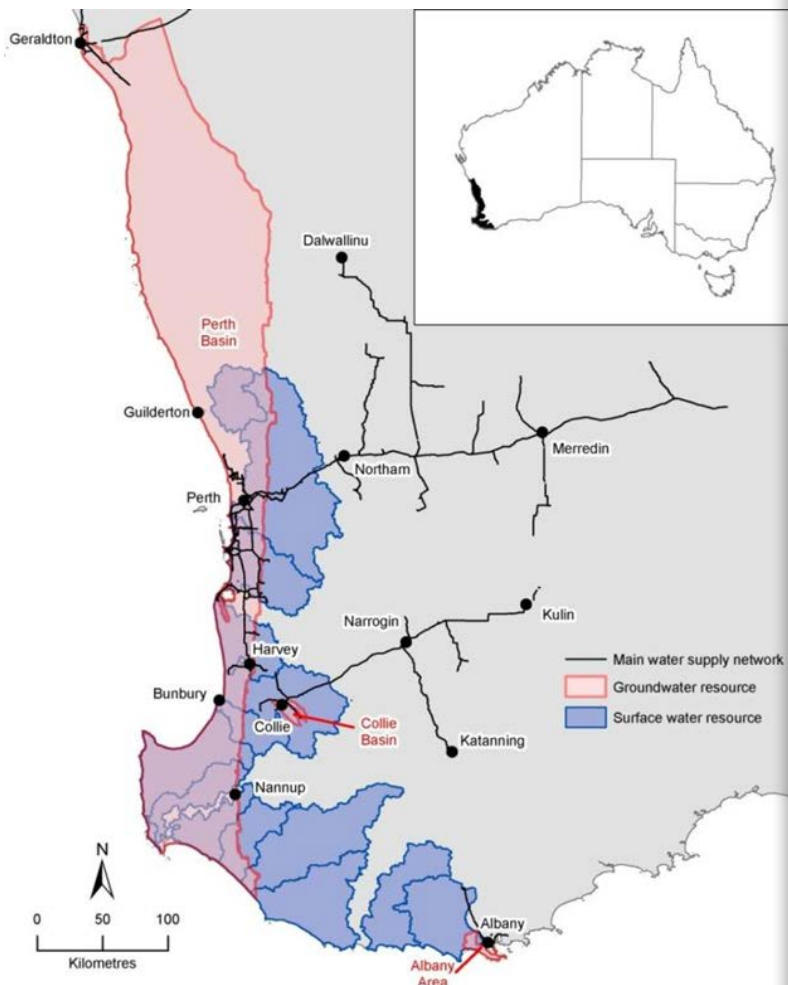 Geraldton
Dalwallinu
Perth
Basin
Guilderton
Merredin
Northam
Perth
Kulin
Narrogin
Harvey
Main water supply network
Groundwater resource
Bunbury
Surface water resource
Collie
Collie
Basin
Katanning
Nannup
N
0 50 100
Kilometres
Albany
Albany
Area